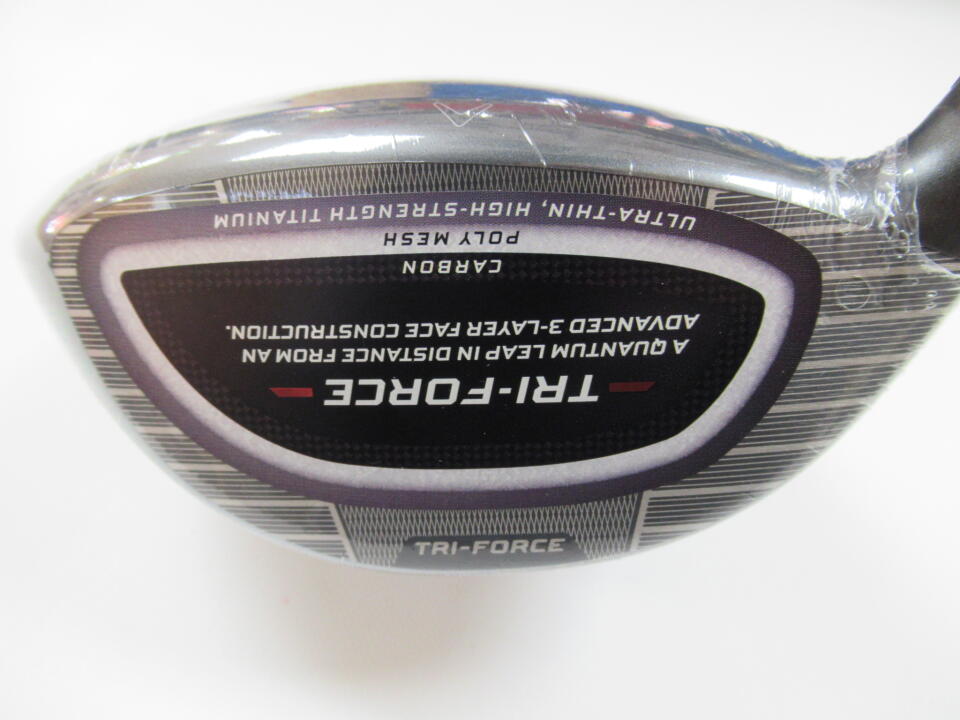 TRI-FORCE
A QUANTUM LEAP IN DISTANCE FROM AN
ADVANCED 3-LAYER FACE CONSTRUCTION.
CARBON
POLY MESH
ULTRA-THIN, HIGH-STRENGTH TITANIUM
TRI-FORCE